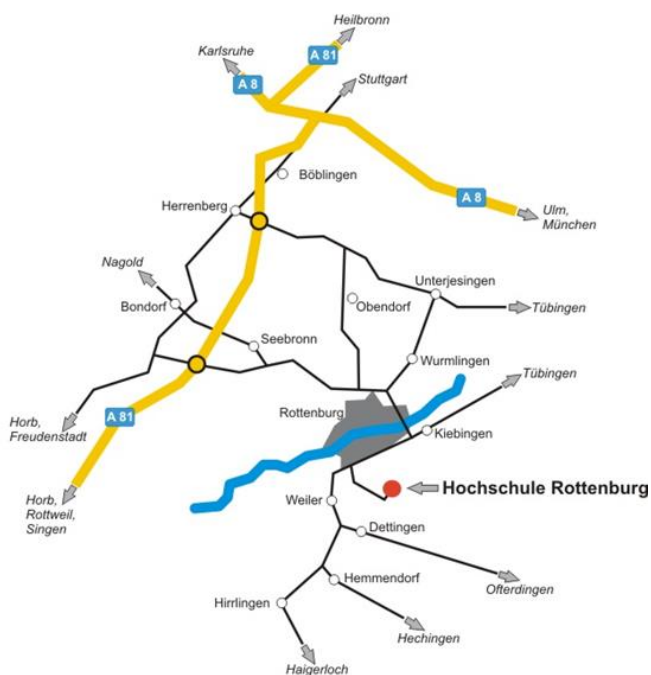 Heilbronn
Karlsruhe
A 81
A 8
Stuttgart
Böblingen
Herrenberg
A 8
Ulm,
München
Nagold
Unterjesingen
Bondorf
Obendorf
Tübingen
Seebronn
Wurmlingen
Tübingen
Rottenburg
A 81
Horb,
Freudenstadt
Kiebingen
Hochschule Rottenburg
Horb,
Rottweil,
Singen
Weiler
Dettingen
Hemmendorf
Ofterdingen
Hirrlingen
Hechingen
Haigerloch